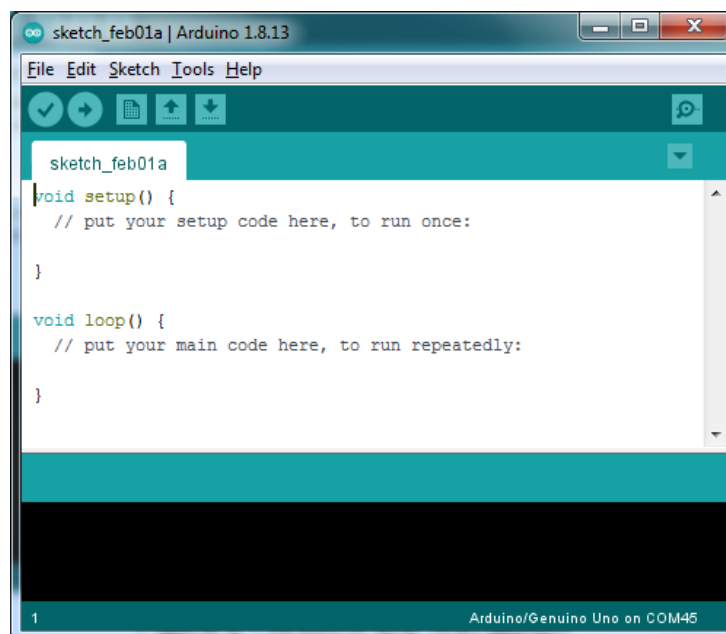 sketch_feb01a | Arduino 1.8.13
File Edit Sketch Tools Help
sketch_feb01a
void setup() {
  // put your setup code here, to run once:
}
void loop() {
  // put your main code here, to run repeatedly:
}
1 Arduino/Genuino Uno on COM45